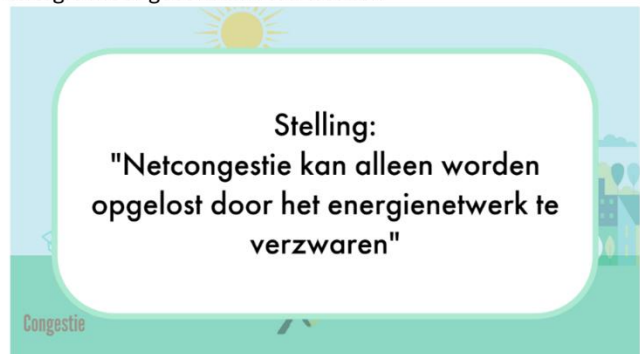 Stelling:
"Netcongestie kan alleen worden
opgelost door het energienetwerk te
verzwaren"
Congestie